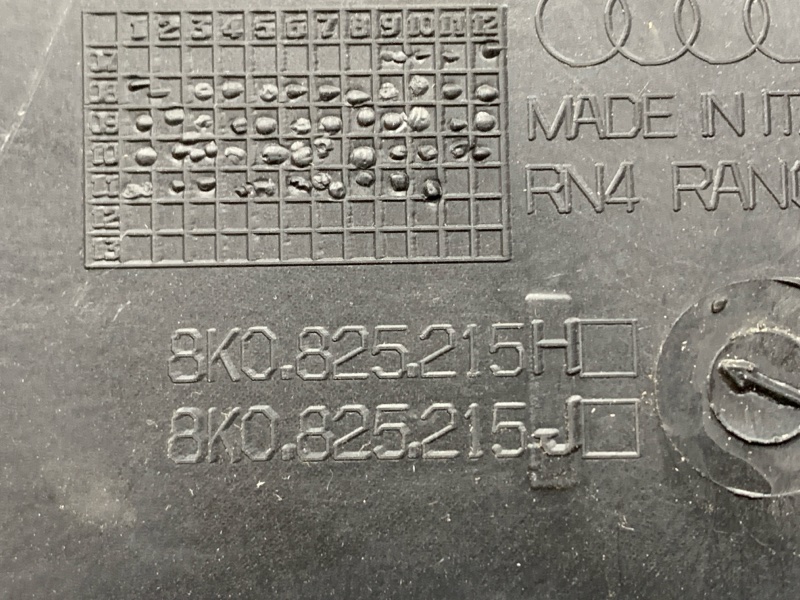 1 2 3 4 5 6 7 8 9 10 11 12
MADE IN IT
RN4 RANG
8K0.825.215H
8K0.825.215J